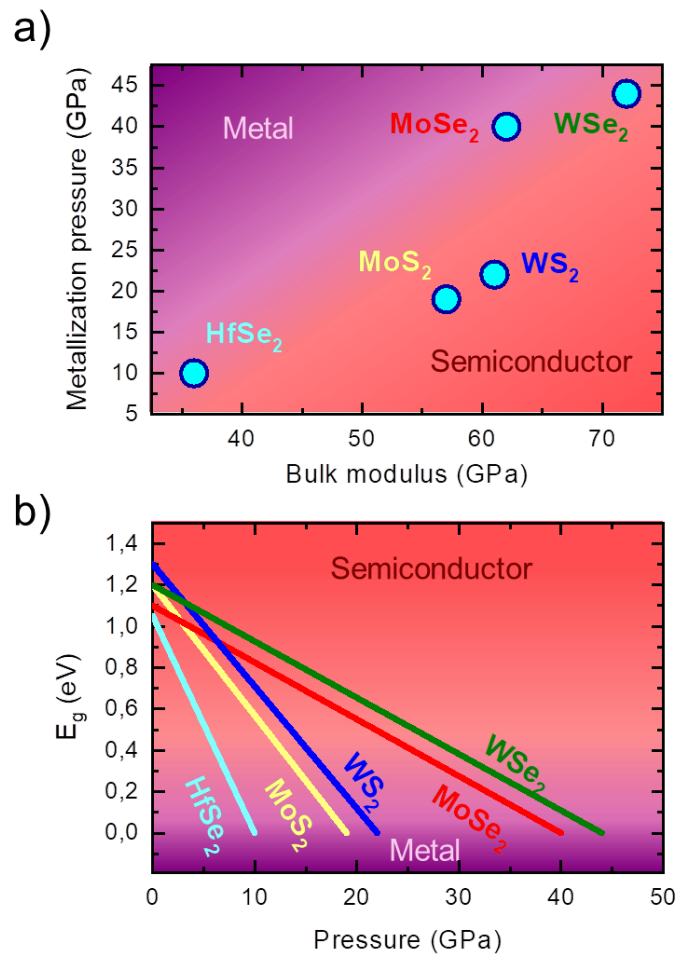 a)
Metallization pressure (GPa)
45
40
35
30
25
20
15
10
5
Metal
MoSe₂
WSe₂
MoS₂
WS₂
HfSe₂
Semiconductor
40
50
60
70
Bulk modulus (GPa)
b)
E₉ (eV)
1,4
1,2
1,0
0,8
0,6
0,4
0,2
0,0
Semiconductor
HfSe₂
MoS₂
WS₂
MoSe₂
WSe₂
Metal
0
10
20
30
40
50
Pressure (GPa)